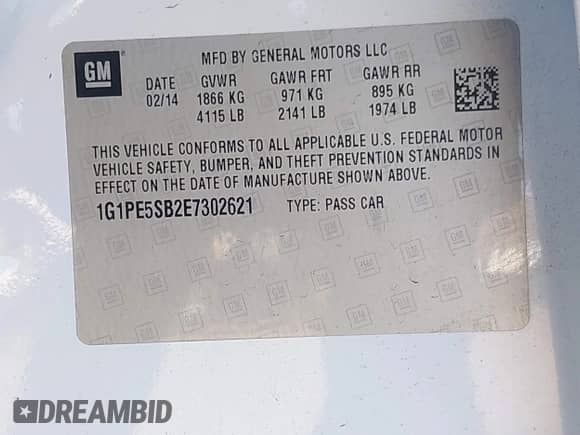 GM
MFD BY GENERAL MOTORS LLC
DATE GVWR GAWR FRT GAWR RR
02/14 1866 KG 971 KG 895 KG
4115 LB 2141 LB 1974 LB
THIS VEHICLE CONFORMS TO ALL APPLICABLE U.S. FEDERAL MOTOR
VEHICLE SAFETY, BUMPER, AND THEFT PREVENTION STANDARDS IN
EFFECT ON THE DATE OF MANUFACTURE SHOWN ABOVE.
1G1PE5SB2E7302621 TYPE: PASS CAR
DREAMBID